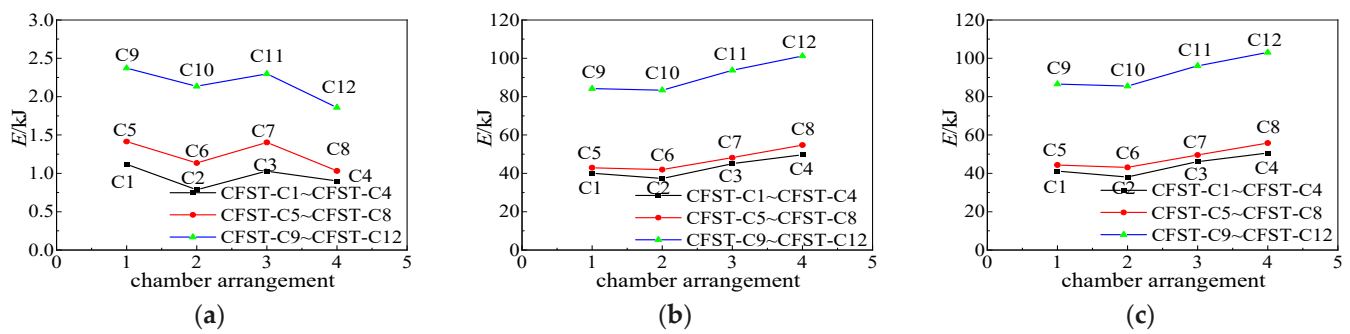 3.0
2.5
2.0
1.5
1.0
0.5
0.0
E/kJ
C9
C10
C11
C12
C5
C6
C7
C8
C1
C2
C3
C4
CFST-C1~CFST-C4
CFST-C5~CFST-C8
CFST-C9~CFST-C12
0 1 2 3 4 5
chamber arrangement
(a)
120
100
80
60
40
20
0
E/kJ
C9
C10
C11
C12
C5
C6
C7
C8
C1
C2
C3
C4
CFST-C1~CFST-C4
CFST-C5~CFST-C8
CFST-C9~CFST-C12
0 1 2 3 4 5
chamber arrangement
(b)
120
100
80
60
40
20
0
E/kJ
C9
C10
C11
C12
C5
C6
C7
C8
C1
C2
C3
C4
CFST-C1~CFST-C4
CFST-C5~CFST-C8
CFST-C9~CFST-C12
0 1 2 3 4 5
chamber arrangement
(c)